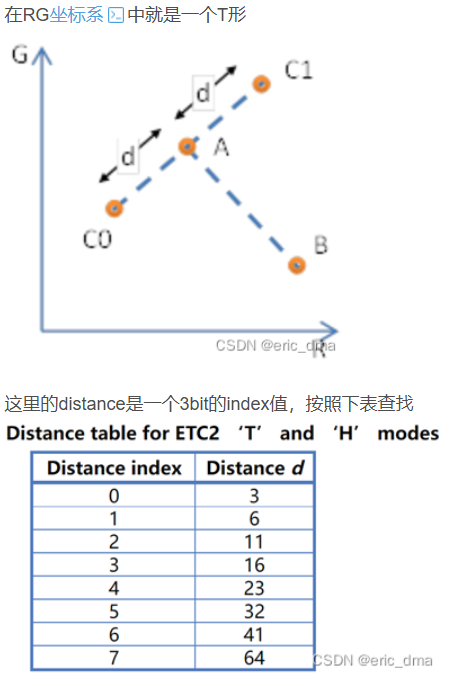 在RG坐标系中就是一个T形
G
C1
d
d
A
C0
B
CSDN @eric_dma
R
这里的distance是一个3bit的index值，按照下表查找
Distance table for ETC2 ‘T’ and ‘H’ modes
Distance index Distance d
0 3
1 6
2 11
3 16
4 23
5 32
6 41
7 64
CSDN @eric_dma